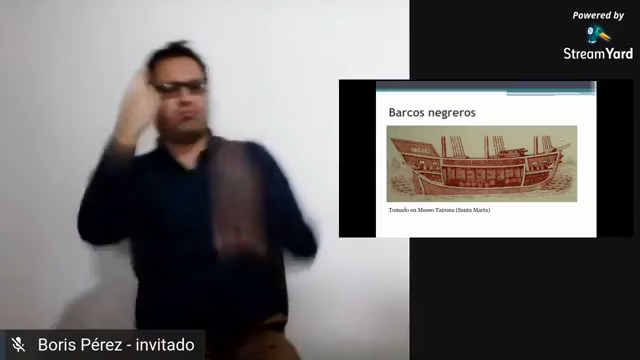 Powered by
StreamYard
Barcos negreros
Tomado en Museo Tairona (Santa Marta)
Boris Pérez - invitado